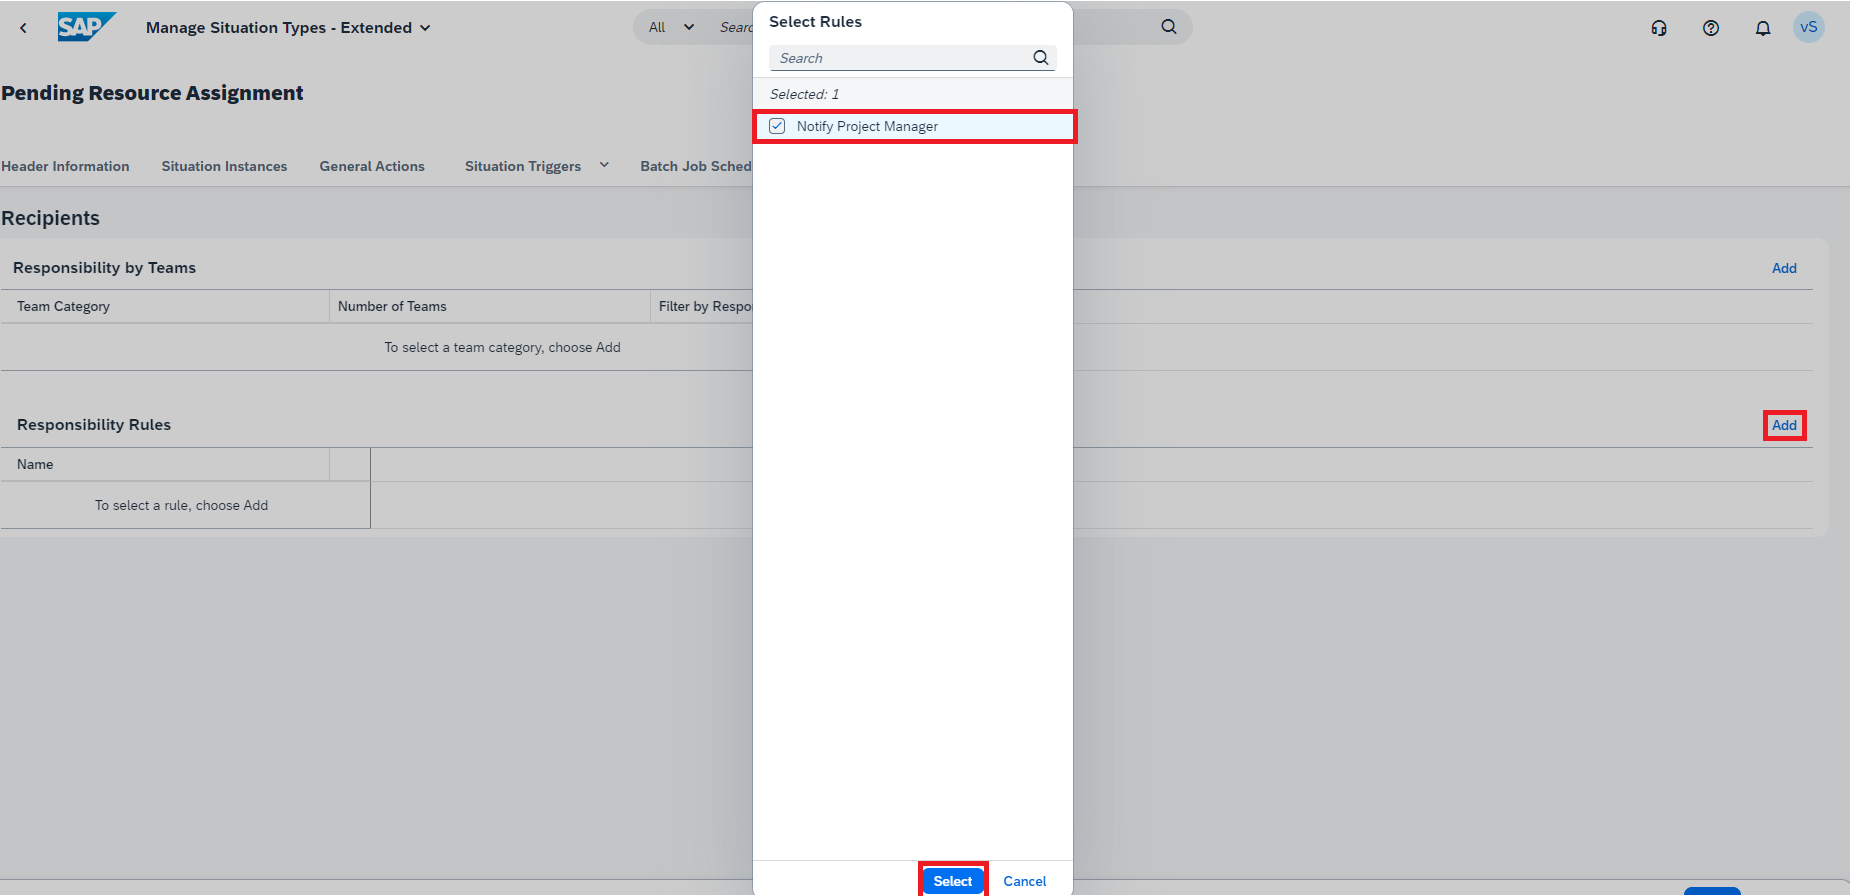 SAP
Manage Situation Types - Extended
All
Searc
vS
Pending Resource Assignment
Header Information
Situation Instances
General Actions
Situation Triggers
Batch Job Sched
Recipients
Responsibility by Teams
Add
Team Category
Number of Teams
Filter by Respo
To select a team category, choose Add
Responsibility Rules
Add
Name
To select a rule, choose Add
Select Rules
Search
Selected: 1
Notify Project Manager
Select
Cancel